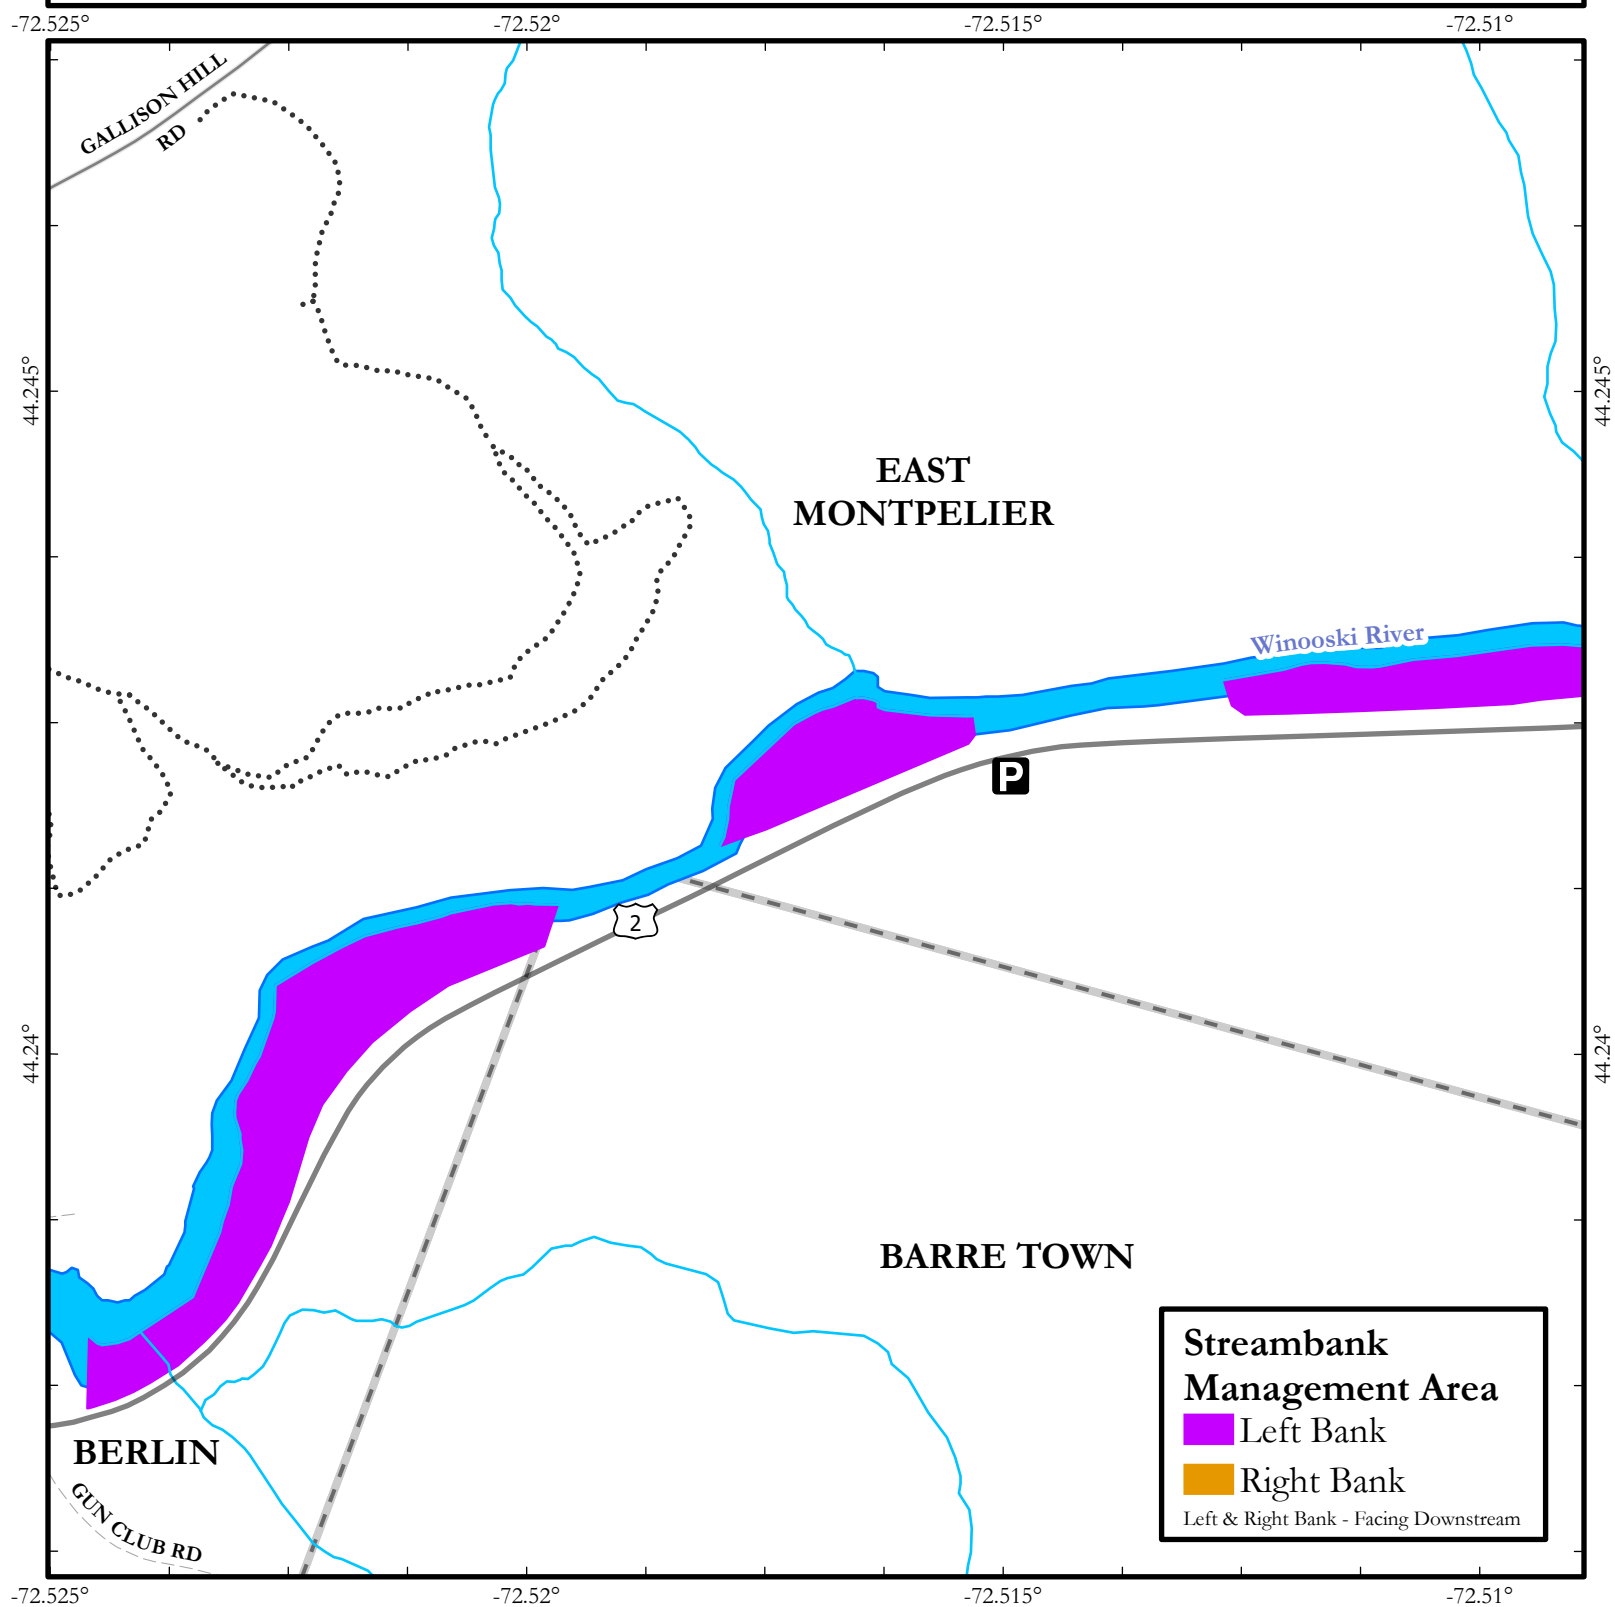 -72.525°
-72.52°
-72.515°
-72.51°
GALLISON HILL
RD
44.245°
44.245°
EAST
MONTPELIER
Winooski River
P
2
44.24°
44.24°
BARRE TOWN
Streambank
Management Area
Left Bank
Right Bank
Left & Right Bank - Facing Downstream
BERLIN
GUN CLUB RD
-72.525°
-72.52°
-72.515°
-72.51°